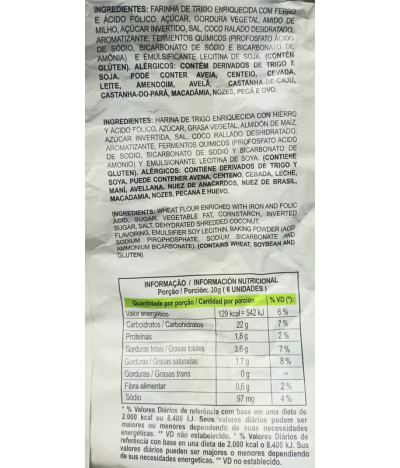 INGREDIENTES: FARINHA DE TRIGO ENRIQUECIDA COM FERRO
E ÁCIDO FÓLICO, AÇÚCAR, GORDURA VEGETAL, AMIDO DE
MILHO, AÇÚCAR INVERTIDO, SAL, COCO RALADO DESIDRATADO,
AROMATIZANTE, FERMENTOS QUÍMICOS (PIROFOSFATO ÁCIDO
DE SÓDIO, BICARBONATO DE SÓDIO E BICARBONATO DE
AMÔNIA) E EMULSIFICANTE LECITINA DE SOJA. (CONTÉM
GLÚTEN). ALÉRGICOS: CONTÉM DERIVADOS DE TRIGO E
SOJA. PODE CONTER AVEIA, CENTEIO, CEVADA,
LEITE, AMENDOIM, AVELÃ, CASTANHA-DE-CAJU,
CASTANHA-DO-PARÁ, MACADÂMIA, NOZES, PECÃ E OVO.
INGREDIENTES: HARINA DE TRIGO ENRIQUECIDA CON HIERRO
Y ÁCIDO FÓLICO, AZÚCAR, GRASA VEGETAL, ALMIDÓN DE MAÍZ,
AZÚCAR INVERTIDA, SAL, COCO RALLADO DESHIDRATADO,
AROMATIZANTE, FERMENTOS QUÍMICOS (PIROFOSFATO ACIDO
DE SODIO, BICARBONATO DE SODIO Y BICARBONATO DE
AMONIO) Y EMULSIONANTE LECITINA DE SOYA. (CONTIENE
GLUTEN). ALÉRGICOS: CONTIENE DERIVADOS DE TRIGO Y
SOYA. PUEDE CONTENER AVENA, CENTENO, CEBADA, LECHE,
MANÍ, AVELLANA, NUEZ DE ANACARDOS, NUEZ DE BRASIL,
MACADAMIA, NOZES, PECANA E HUEVO.
INGREDIENTS: WHEAT FLOUR ENRICHED WITH IRON AND FOLIC
ACID, SUGAR, VEGETABLE FAT, CORNSTARCH, INVERTED
SUGAR, SALT, DEHYDRATED SHREDDED COCONUT,
FLAVORING, EMULSIFIER SOY LECITHIN, BAKING POWDER (ACID
SODIUM PIROPHOSPHATE, SODIUM BICARBONATE AND
AMMONIUM BICARBONATE). (CONTAINS WHEAT, SOYBEAN AND
GLUTEN).
INFORMAÇÃO / INFORMACIÓN NUTRICIONAL
Porção / Porción: 30g ( 6 UNIDADES )
Quantidade por porção / Cantidad por porción % VD (*):
Valor energético 129 kcal = 542 kJ 6 %
Carboidratos / Carbohidratos 22 g 7 %
Proteínas 1,8 g 2 %
Gorduras totais / Grasas totales 3,6 g 7 %
Gorduras / Grasas saturadas 1,7 g 8 %
Gorduras / Grasas trans 0 g **
Fibra alimentar 0,6 g 2 %
Sódio 97 mg 4 %
* % Valores Diários de referência com base em uma dieta de
2.000 kcal ou 8.400 kJ. Seus valores diários podem ser
maiores ou menores dependendo de suas necessidades
energéticas. ** VD não estabelecido. * % Valores Diarios de
referência con base en una dieta de 2.000 kcal o 8.400 kJ. Sus
valores diários pueden ser mayores o menores dependiendo
de sus necesidades energéticas. ** VD no establecido.